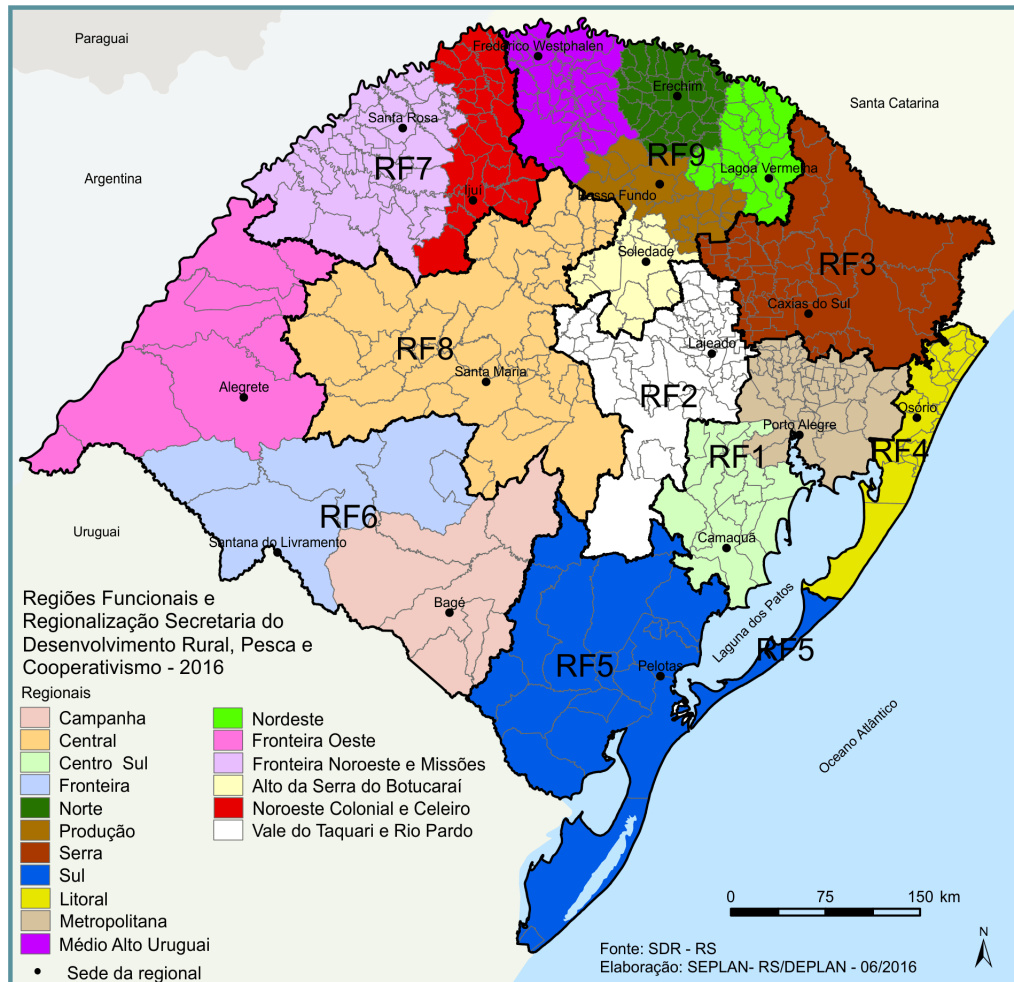 Paraguai
Frederico Westphalen
Erechim
Santa Catarina
Santa Rosa
RF7
RF9
Argentina
Lagoa Vermelha
Ijuí
Passo Fundo
Soledade
RF3
Caxias do Sul
RF8
Lajeado
Santa Maria
Alegrete
RF2
Osório
Porto Alegre
RF4
RF1
RF6
Uruguai
Santana do Livramento
Camaquã
Bagé
Laguna dos Patos
RF5
RF5
Pelotas
Oceano Atlântico
Regiões Funcionais e
Regionalização Secretaria do
Desenvolvimento Rural, Pesca e
Cooperativismo - 2016
Regionais
Campanha
Central
Centro Sul
Fronteira
Norte
Produção
Serra
Sul
Litoral
Metropolitana
Médio Alto Uruguai
Sede da regional
Nordeste
Fronteira Oeste
Fronteira Noroeste e Missões
Alto da Serra do Botucaraí
Noroeste Colonial e Celeiro
Vale do Taquari e Rio Pardo
0 75 150 km
N
Fonte: SDR - RS
Elaboração: SEPLAN- RS/DEPLAN - 06/2016